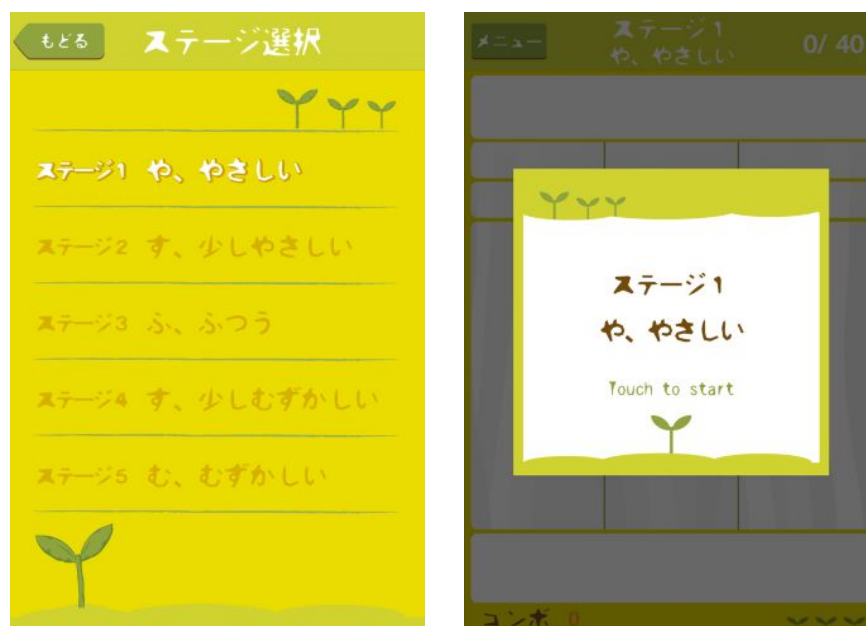 もどる
ステージ選択
ステージ1 や、やさしい
ステージ2 す、少しやさしい
ステージ3 ふ、ふつう
ステージ4 す、少しむずかしい
ステージ5 む、むずかしい
メニュー
ステージ1
や、やさしい
0/ 40
ステージ1
や、やさしい
Touch to start
コンボ 0